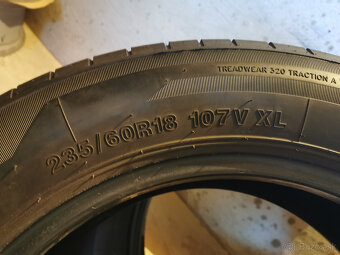 TREADWEAR 320 TRACTION A
235/60R18 107V XL